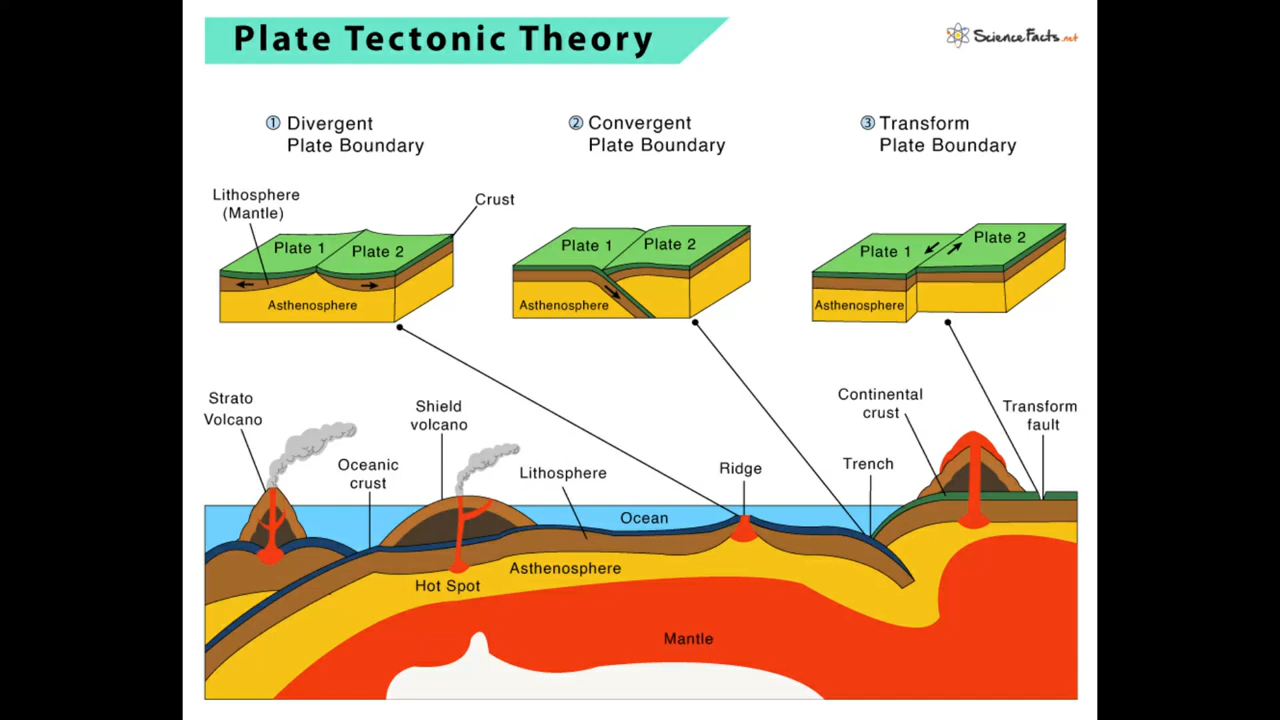 Plate Tectonic Theory
ScienceFacts.net
1 Divergent
Plate Boundary
2 Convergent
Plate Boundary
3 Transform
Plate Boundary
Lithosphere
(Mantle)
Crust
Plate 1
Plate 2
Asthenosphere
Plate 1
Plate 2
Asthenosphere
Plate 1
Plate 2
Asthenosphere
Strato
Volcano
Oceanic
crust
Shield
volcano
Lithosphere
Ridge
Trench
Continental
crust
Transform
fault
Ocean
Asthenosphere
Hot Spot
Mantle